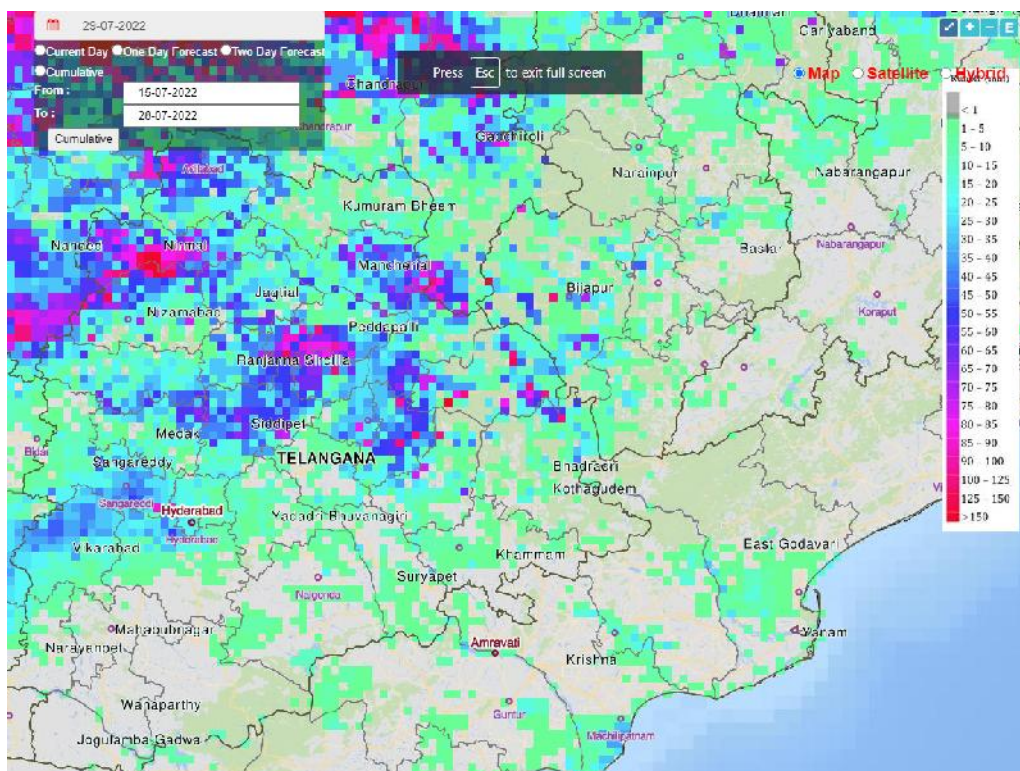 29-07-2022
Current Day One Day Forecast Two Day Forecast
Cumulative
From :
15-07-2022
To :
28-07-2022
Cumulative
Press Esc to exit full screen
Map Satellite Hybrid
< 1
1 - 5
5 - 10
10 - 15
15 - 20
20 - 25
25 - 30
30 - 35
35 - 40
40 - 45
45 - 50
50 - 55
55 - 60
60 - 65
65 - 70
70 - 75
75 - 80
80 - 85
85 - 90
90 - 100
100 - 125
125 - 150
>150
Gariyaband
Chandrapur
Chandrapur
Gadchiroli
Adilabad
Narainpur
Nabarangapur
Kumuram Bheem
Nanded
Nirmal
Nabarangapur
Bastar
Mancherial
Jagtial
Bijapur
Koraput
Nizamabad
Peddapalli
Ranjanna Sircilla
Siddipet
Medak
Bidar
TELANGANA
Sangareddy
Bhadradri
Kothagudem
Sangareddi
Hyderabad
Yadadri Bhuvanagiri
Hyderabad
Vikarabad
East Godavari
Khammam
Suryapet
Nalgonda
Mahabubnagar
Yanam
Narayanpet
Amravati
Krishna
Wanaparthy
Guntur
Machilipatnam
Jogulamba Gadwa